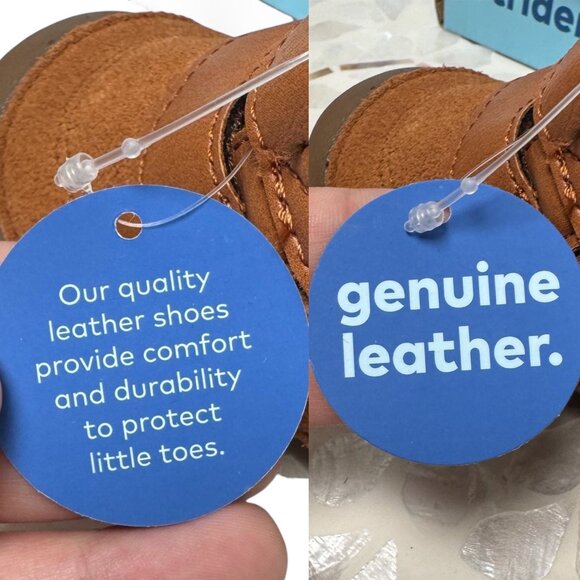 Our quality
leather shoes
provide comfort
and durability
to protect
little toes.
genuine
leather.